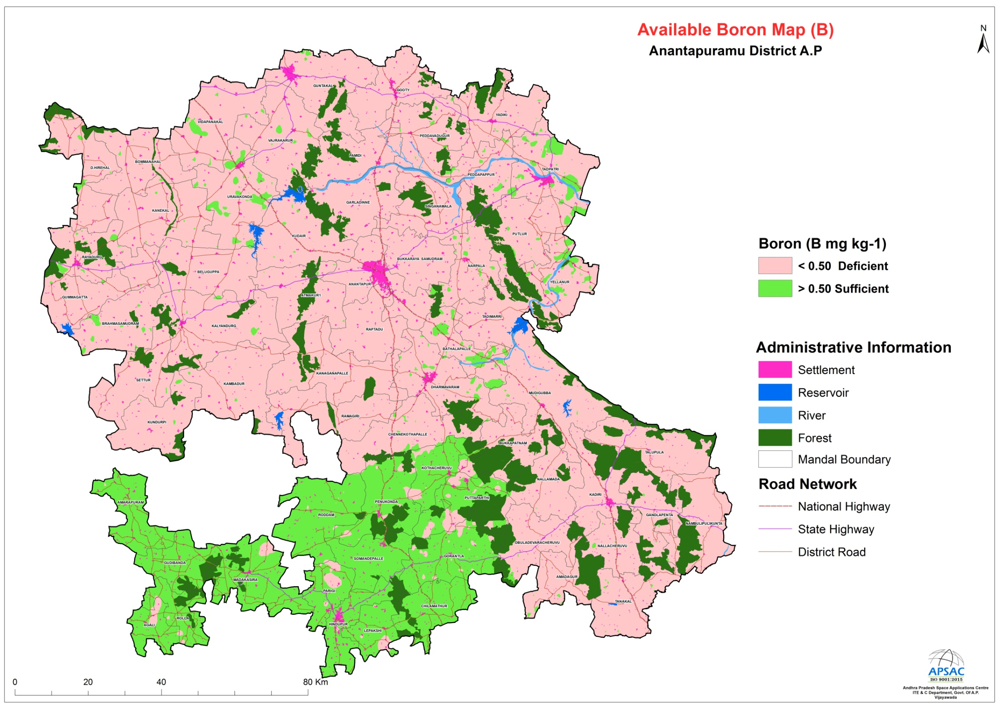 Available Boron Map (B)
Anantapuramu District A.P
N
GUNTAKAL
GOOTY
YADIKI
VIDAPANAKAL
PEDDAVADUGUR
VAJRAKARUR
PAMIDI
BOMMANAHAL
D.HIREHAL
TADPATRI
PEDDAPAPPUR
URAVAKONDA
GARLADINNE
SINGANAMALA
KANEKAL
KUDAIR
PUTLUR
RAYADURG
BUKKARAYA SAMUDRAM
NARPALA
BELUGUPPA
YELLANUR
ANANTAPUR
ATMAKUR1
GUMMAGATTA
TADIMARRI
BRAHMASAMUDRAM
KALYANDURG
RAPTADU
BATHALAPALLE
KANAGANAPALLE
SETTUR
KAMBADUR
DHARMAVARAM
MUDIGUBBA
RAMAGIRI
KUNDURPI
CHENNEKOTHAPALLE
BUKKAPATNAM
TALUPULA
KOTHACHERUVU
NALLAMADA
KADIRI
PUTTAPARTHI
AMARAPURAM
PENUKONDA
RODDAM
GANDLAPENTA
NAMBULIPULIKUNTA
OBULADEVARACHERUVU
NALLACHERUVU
SOMANDEPALLE
GORANTLA
GUDIBANDA
MADAKASIRA
AMADAGUR
PARIGI
TANAKAL
CHILAMATHUR
ROLLA
AGALI
HINDUPUR
LEPAKSHI
Boron (B mg kg-1)
< 0.50 Deficient
> 0.50 Sufficient
Administrative Information
Settlement
Reservoir
River
Forest
Mandal Boundary
Road Network
National Highway
State Highway
District Road
0 20 40 80 Km
APSAC
ISO 9001:2015
Andhra Pradesh Space Applications Centre
ITE & C Department, Govt. Of A.P.
Vijayawada